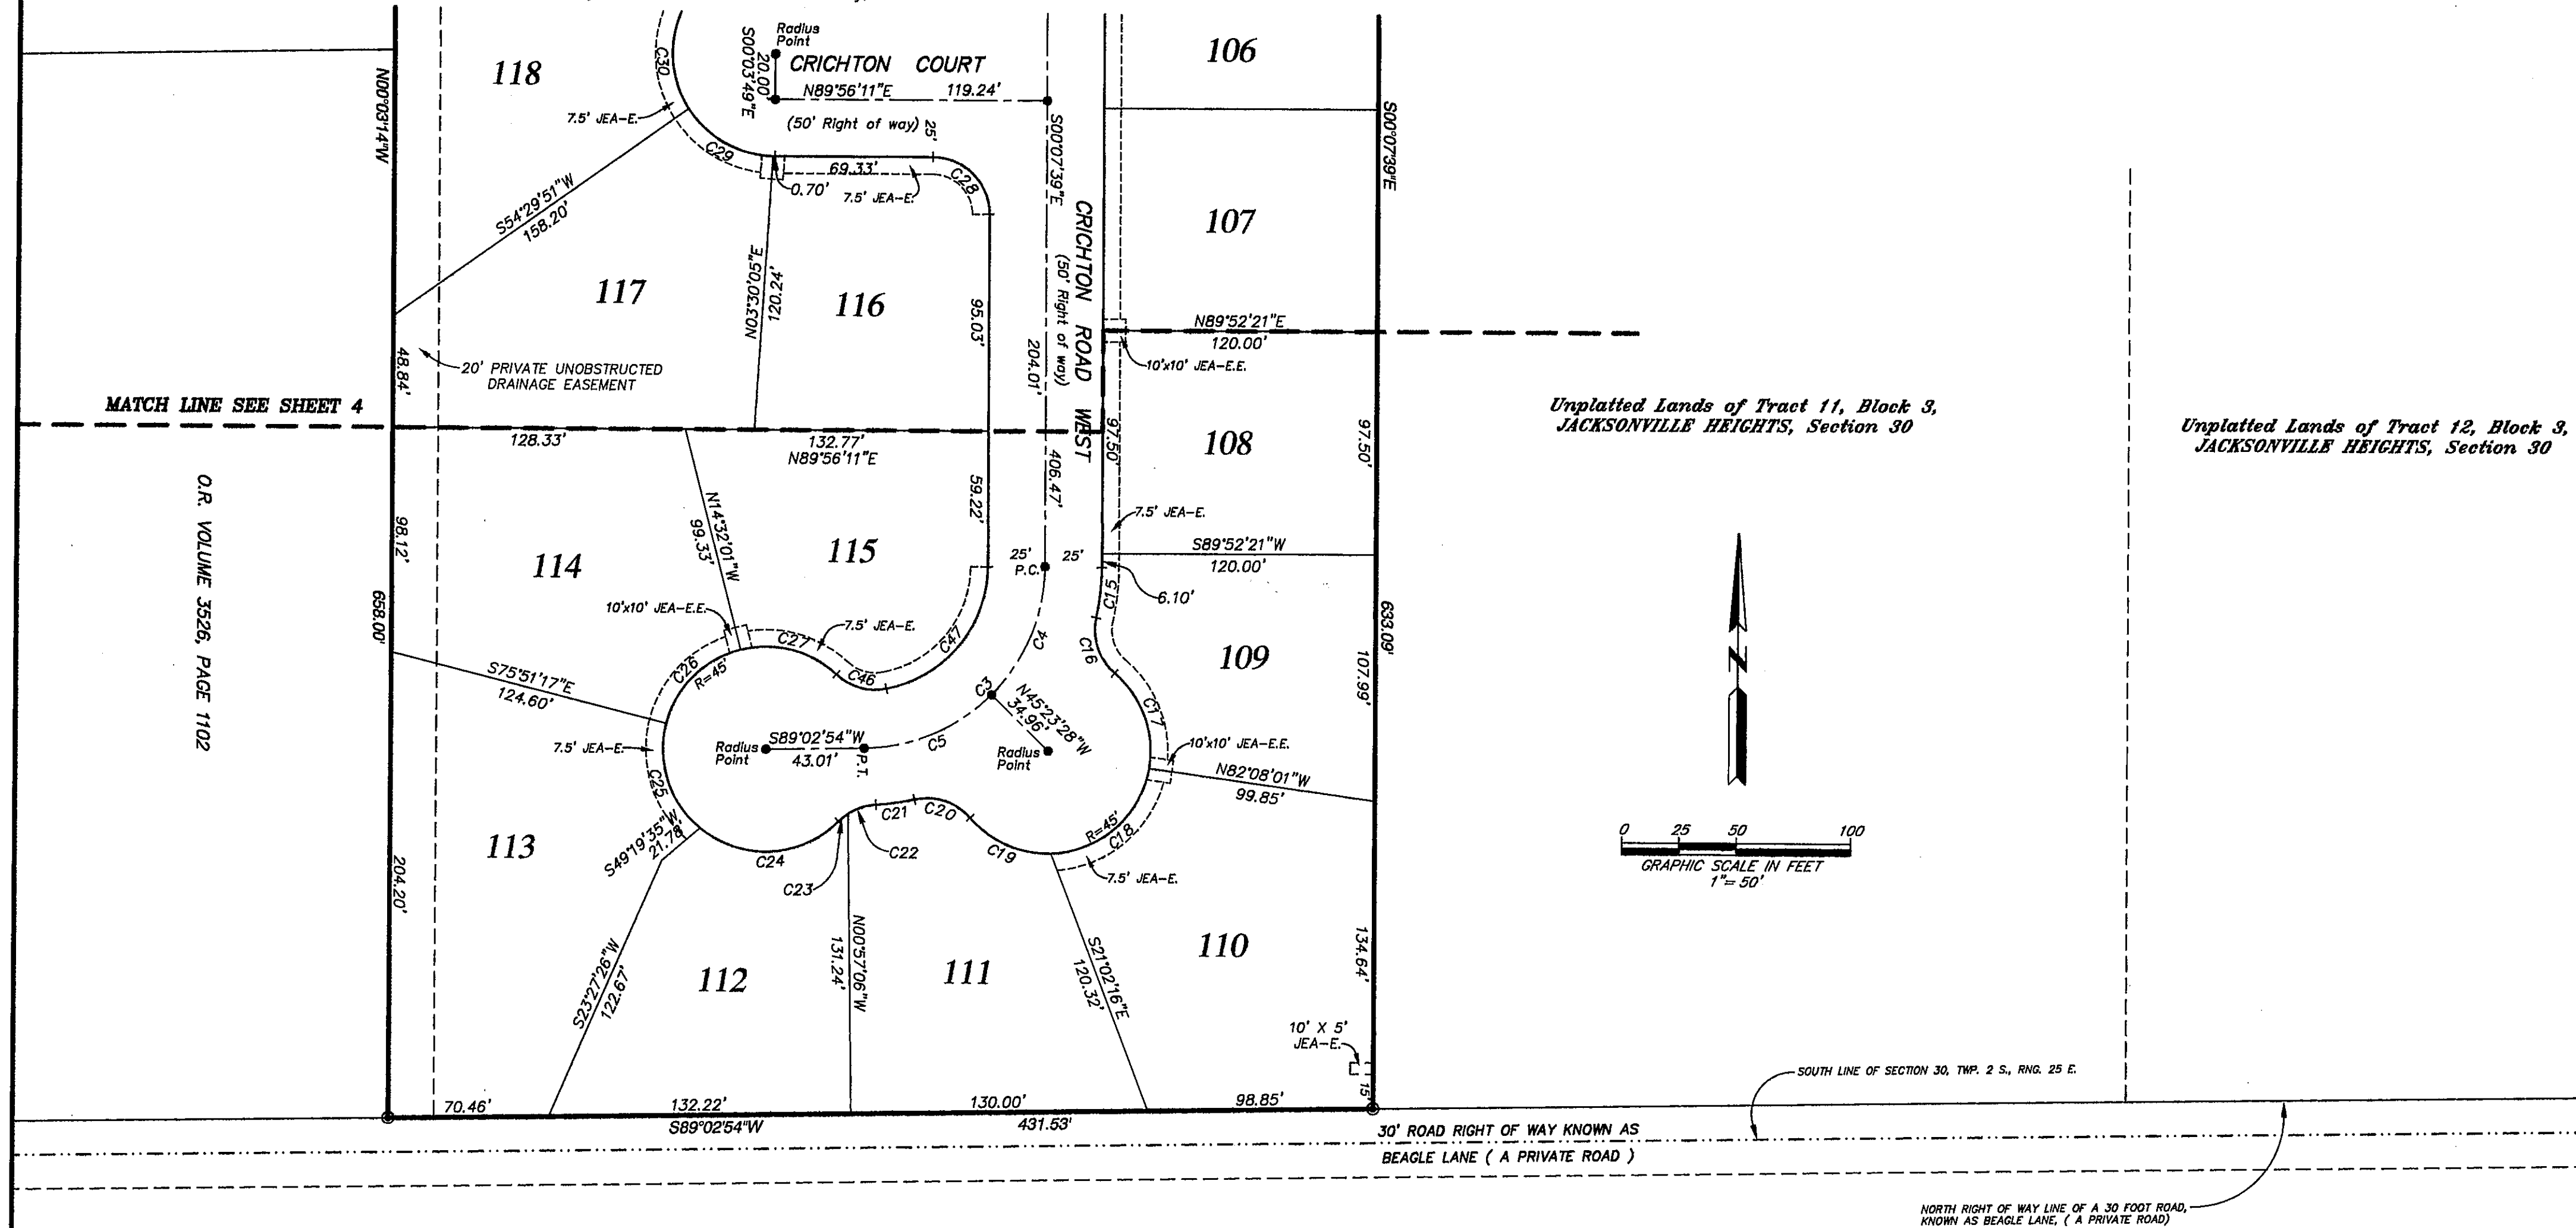 118
C30
7.5' JEA-E.
C29
Radius
Point
S00°03'49"E
20.00'
CRICHTON COURT
N89°56'11"E 119.24'
(50' Right of way)
25'
69.33'
0.70'
7.5' JEA-E.
C28
S00°07'39"E
CRICHTON ROAD WEST
(50' Right of way)
204.01'
406.47'
106
S00°07'39"E
107
N00°03'14"W
S54°29'51"W
158.20'
117
N03°30'05"E
120.24'
116
95.03'
48.84'
20' PRIVATE UNOBSTRUCTED
DRAINAGE EASEMENT
N89°52'21"E
120.00'
10'x10' JEA-E.E.
MATCH LINE SEE SHEET 4
128.33'
132.77'
N89°56'11"E
97.50'
108
97.50'
Unplatted Lands of Tract 11, Block 3,
JACKSONVILLE HEIGHTS, Section 30
Unplatted Lands of Tract 12, Block 3,
JACKSONVILLE HEIGHTS, Section 30
O.R. VOLUME 3526, PAGE 1102
98.12'
658.00'
114
N14°32'01"W
99.33'
115
59.22'
25'
P.C.
25'
7.5' JEA-E.
S89°52'21"W
120.00'
6.10'
C15
10'x10' JEA-E.E.
C27
7.5' JEA-E.
C47
C4
C16
109
633.09'
107.99'
C26
R=45'
C46
S75°51'17"E
124.60'
C3
N45°23'28"W
34.96'
C17
7.5' JEA-E.
Radius
Point
S89°02'54"W
43.01'
P.T.
C5
Radius
Point
10'x10' JEA-E.E.
N82°08'01"W
99.85'
C25
S49°19'35"W
21.78'
C24
C23
C22
C21
C20
C19
R=45'
C18
7.5' JEA-E.
113
204.20'
S23°27'26"W
122.67'
112
N00°57'06"W
131.24'
111
S21°02'16"E
120.32'
110
134.64'
10' X 5'
JEA-E.
15'
N
0 25 50 100
GRAPHIC SCALE IN FEET
1"= 50'
70.46'
132.22'
130.00'
98.85'
S89°02'54"W
431.53'
SOUTH LINE OF SECTION 30, TWP. 2 S., RNG. 25 E.
30' ROAD RIGHT OF WAY KNOWN AS
BEAGLE LANE ( A PRIVATE ROAD )
NORTH RIGHT OF WAY LINE OF A 30 FOOT ROAD,
KNOWN AS BEAGLE LANE, ( A PRIVATE ROAD)